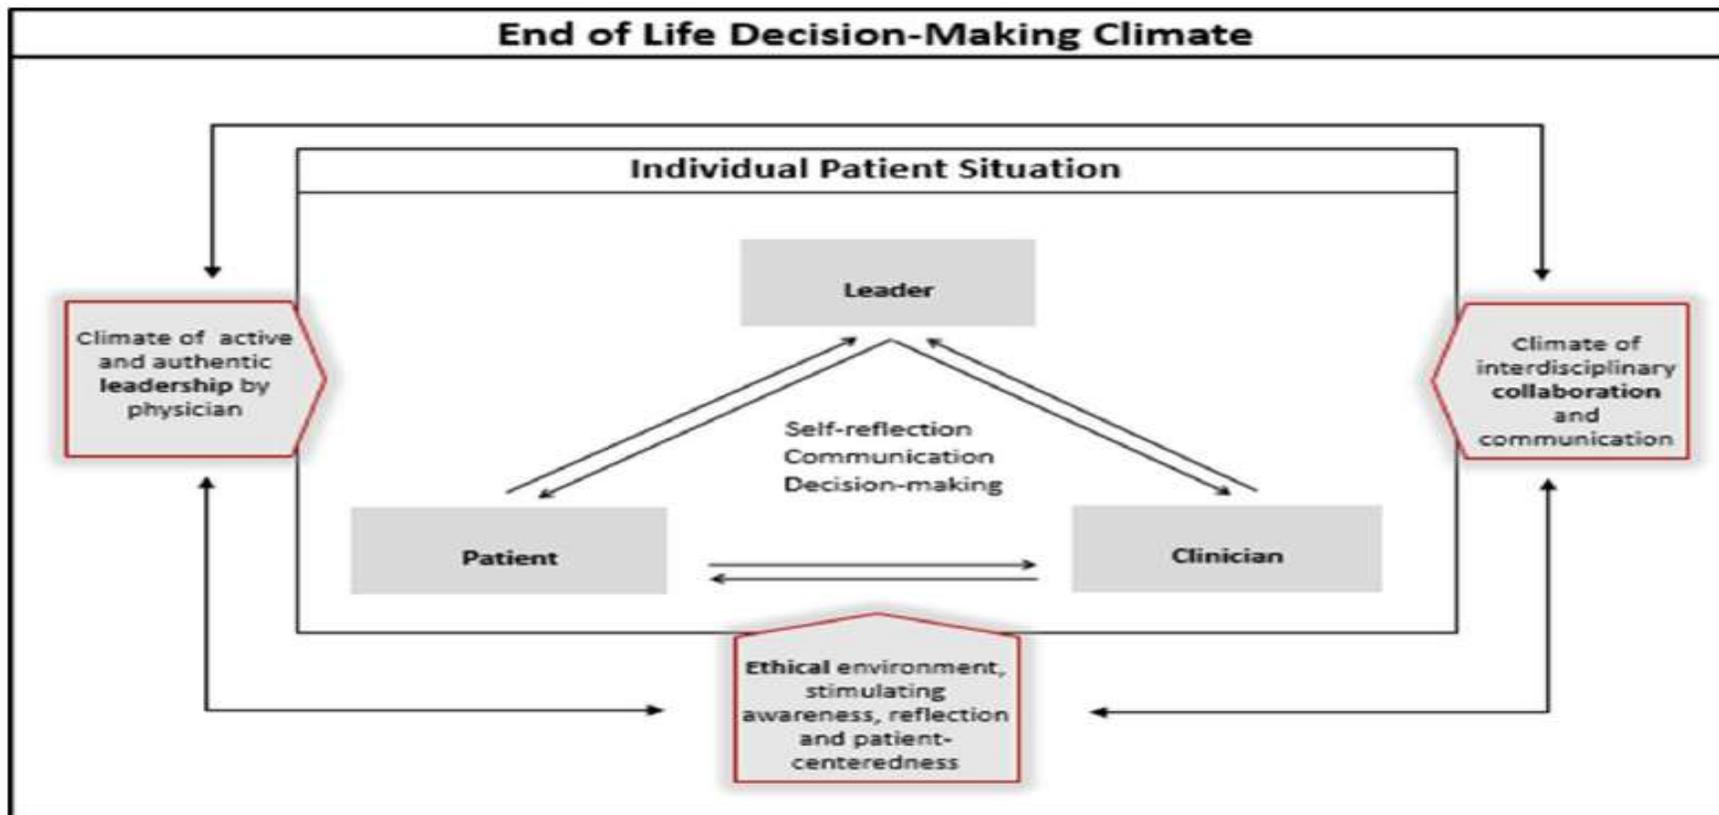 End of Life Decision-Making Climate
Individual Patient Situation
Leader
Climate of active
and authentic
leadership by
physician
Climate of
interdisciplinary
collaboration
and
communication
Self-reflection
Communication
Decision-making
Patient
Clinician
Ethical environment,
stimulating
awareness, reflection
and patient-
centeredness